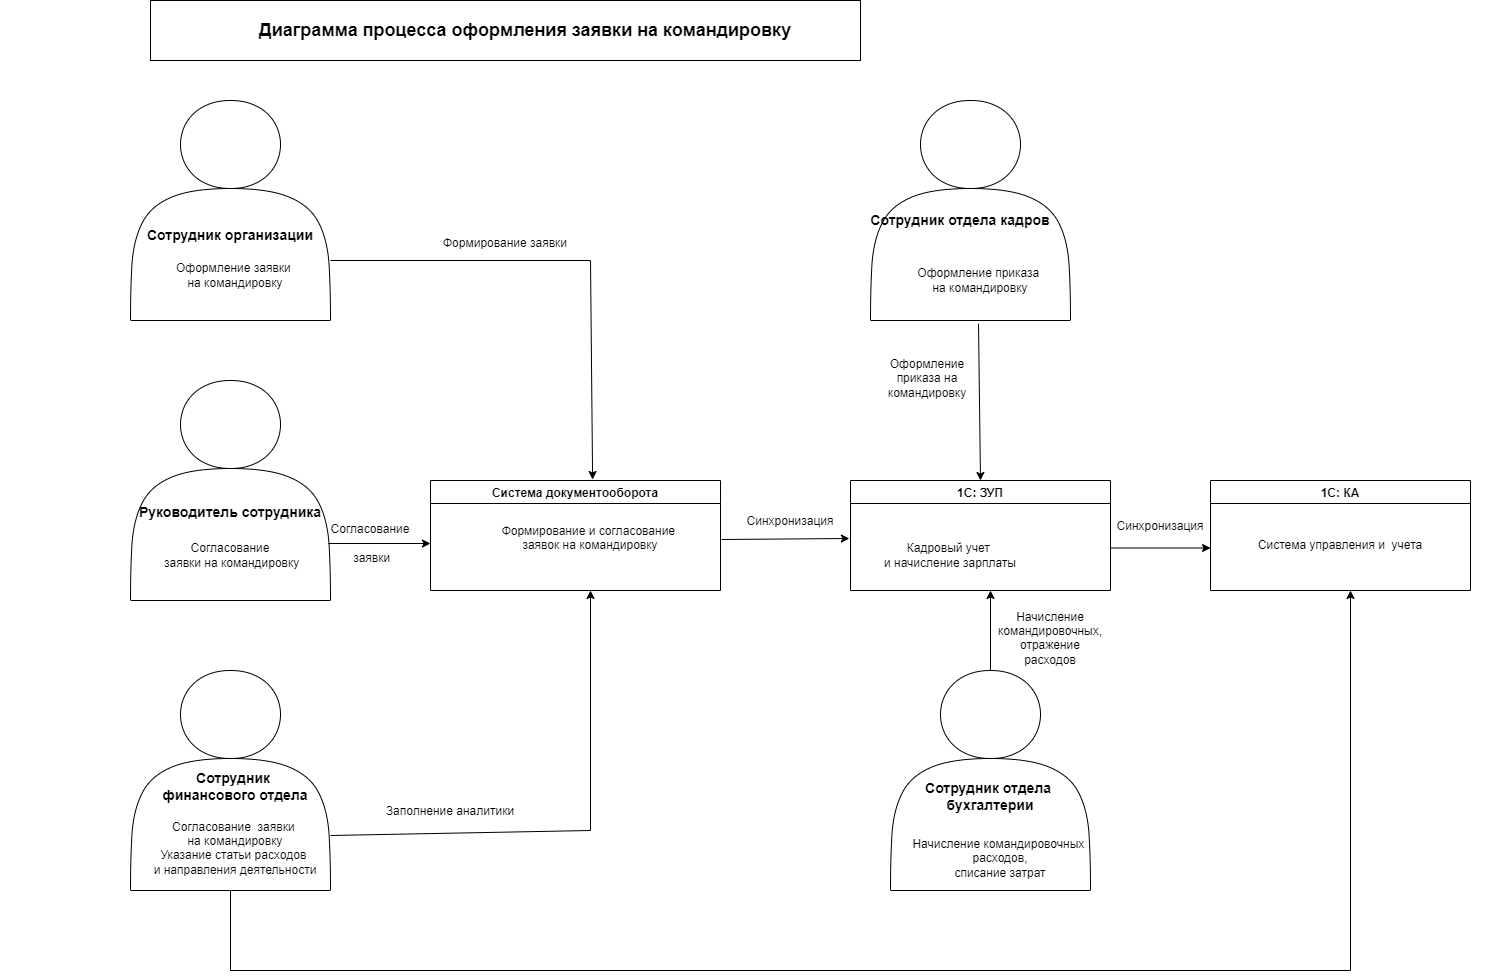 Диаграмма процесса оформления заявки на командировку
Сотрудник организации
Оформление заявки
на командировку
Формирование заявки
Сотрудник отдела кадров
Оформление приказа
на командировку
Оформление
приказа на
командировку
Руководитель сотрудника
Согласование
заявки на командировку
Согласование
заявки
Система документооборота
Формирование и согласование
заявок на командировку
Синхронизация
1С: ЗУП
Кадровый учет
и начисление зарплаты
Синхронизация
1С: КА
Система управления и  учета
Начисление
командировочных,
отражение
расходов
Сотрудник
финансового отдела
Согласование  заявки
на командировку
Указание статьи расходов
и направления деятельности
Заполнение аналитики
Сотрудник отдела
бухгалтерии
Начисление командировочных
расходов,
списание затрат